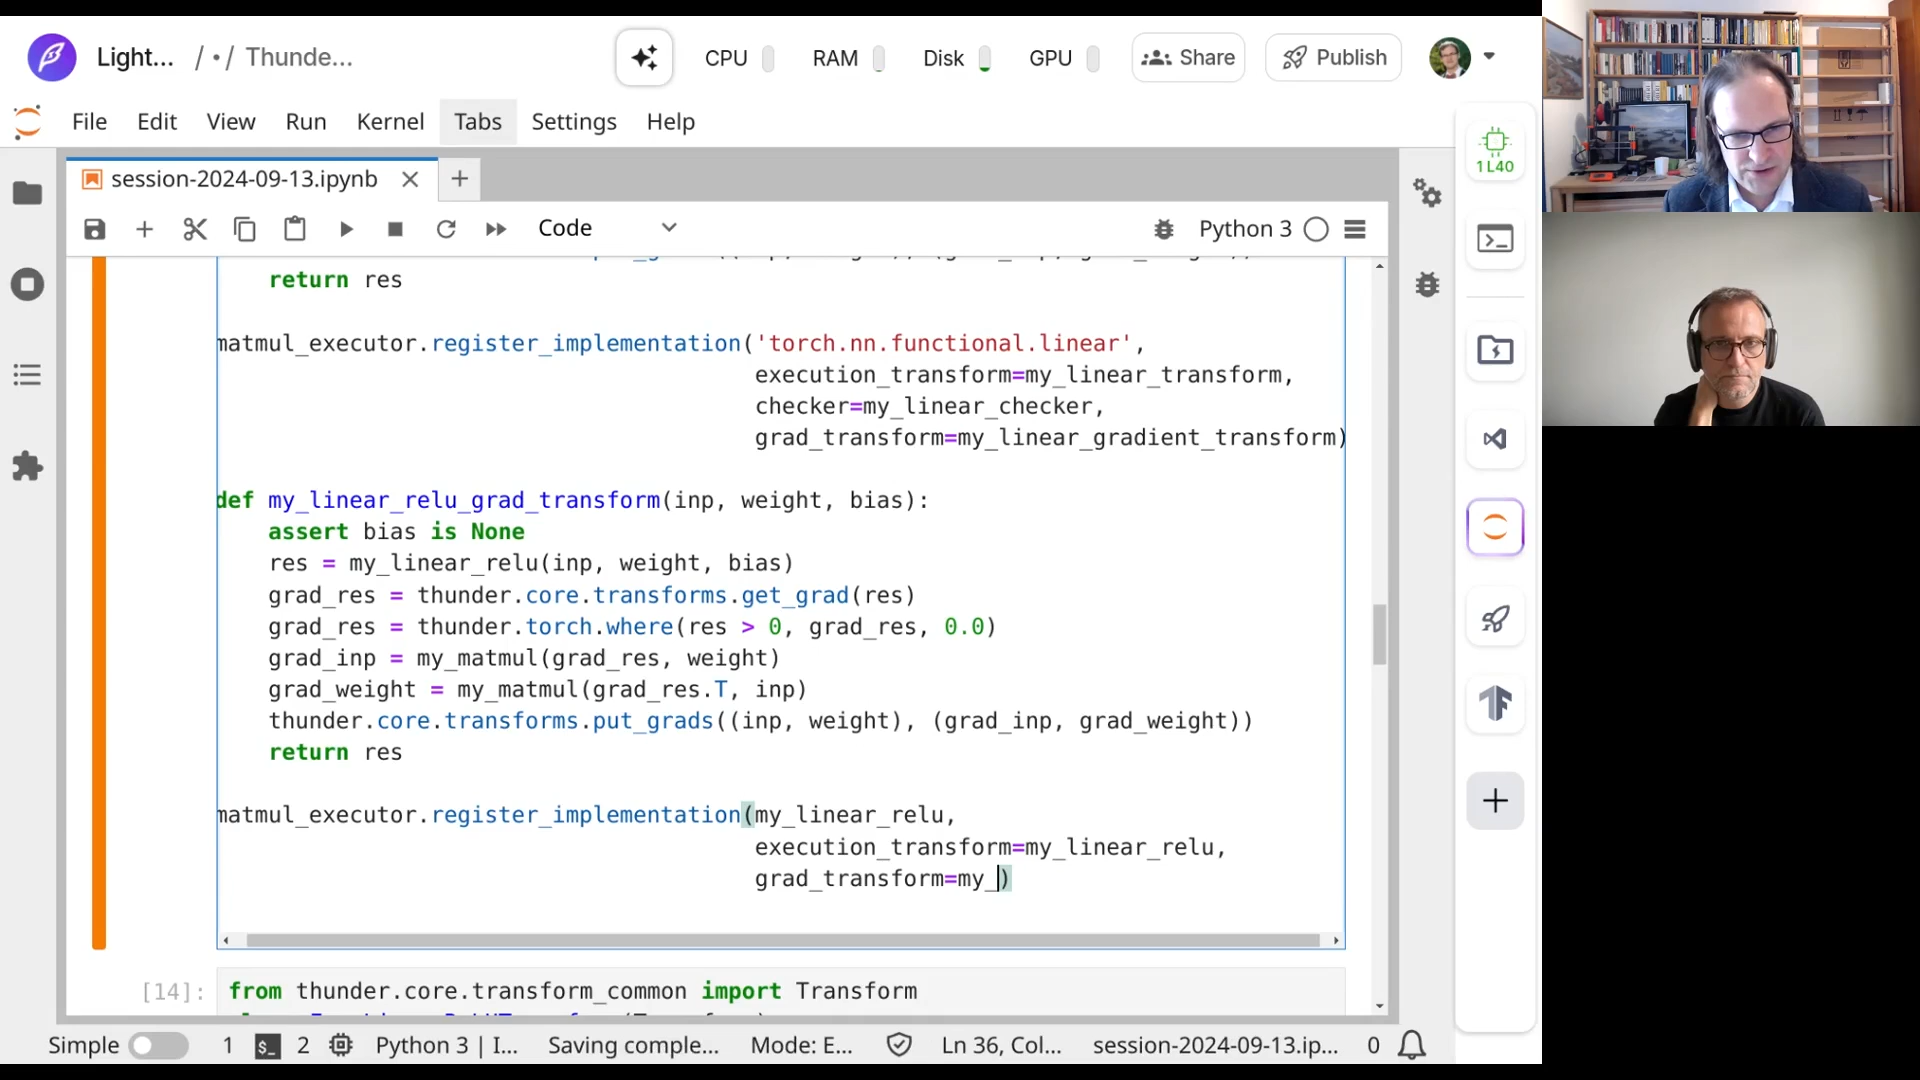 Light... / • / Thunde...
CPU RAM Disk GPU Share Publish
File Edit View Run Kernel Tabs Settings Help
1 L40
session-2024-09-13.ipynb
Code
Python 3
return res
matmul_executor.register_implementation('torch.nn.functional.linear',
execution_transform=my_linear_transform,
checker=my_linear_checker,
grad_transform=my_linear_gradient_transform)
def my_linear_relu_grad_transform(inp, weight, bias):
assert bias is None
res = my_linear_relu(inp, weight, bias)
grad_res = thunder.core.transforms.get_grad(res)
grad_res = thunder.torch.where(res > 0, grad_res, 0.0)
grad_inp = my_matmul(grad_res, weight)
grad_weight = my_matmul(grad_res.T, inp)
thunder.core.transforms.put_grads((inp, weight), (grad_inp, grad_weight))
return res
matmul_executor.register_implementation(my_linear_relu,
execution_transform=my_linear_relu,
grad_transform=my_)
[14]: from thunder.core.transform_common import Transform
Simple 1 2 Python 3 | I... Saving comple... Mode: E... Ln 36, Col... session-2024-09-13.ip... 0